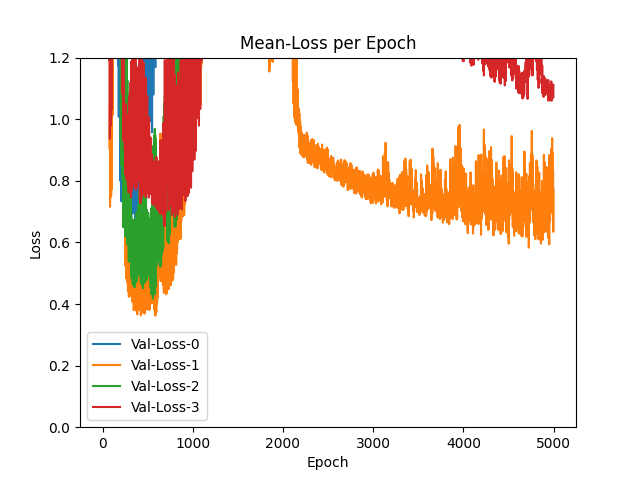 Mean-Loss per Epoch
Loss
1.2
1.0
0.8
0.6
0.4
0.2
0.0
Val-Loss-0
Val-Loss-1
Val-Loss-2
Val-Loss-3
0 1000 2000 3000 4000 5000
Epoch